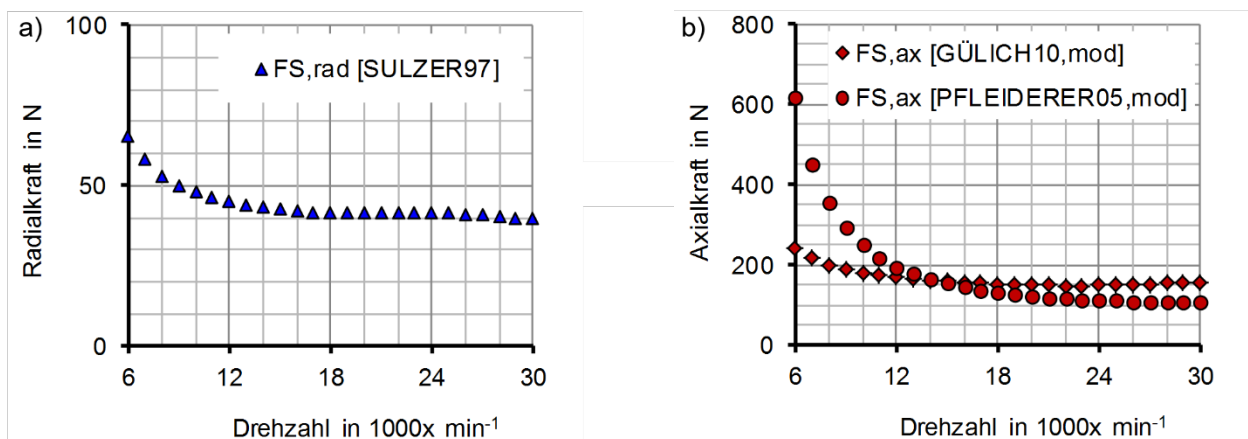 a)
100
50
0
Radialkraft in N
FS,rad [SULZER97]
6 12 18 24 30
Drehzahl in 1000x min⁻¹
b)
800
600
400
200
0
Axialkraft in N
FS,ax [GÜLICH10,mod]
FS,ax [PFLEIDERER05,mod]
6 12 18 24 30
Drehzahl in 1000x min⁻¹